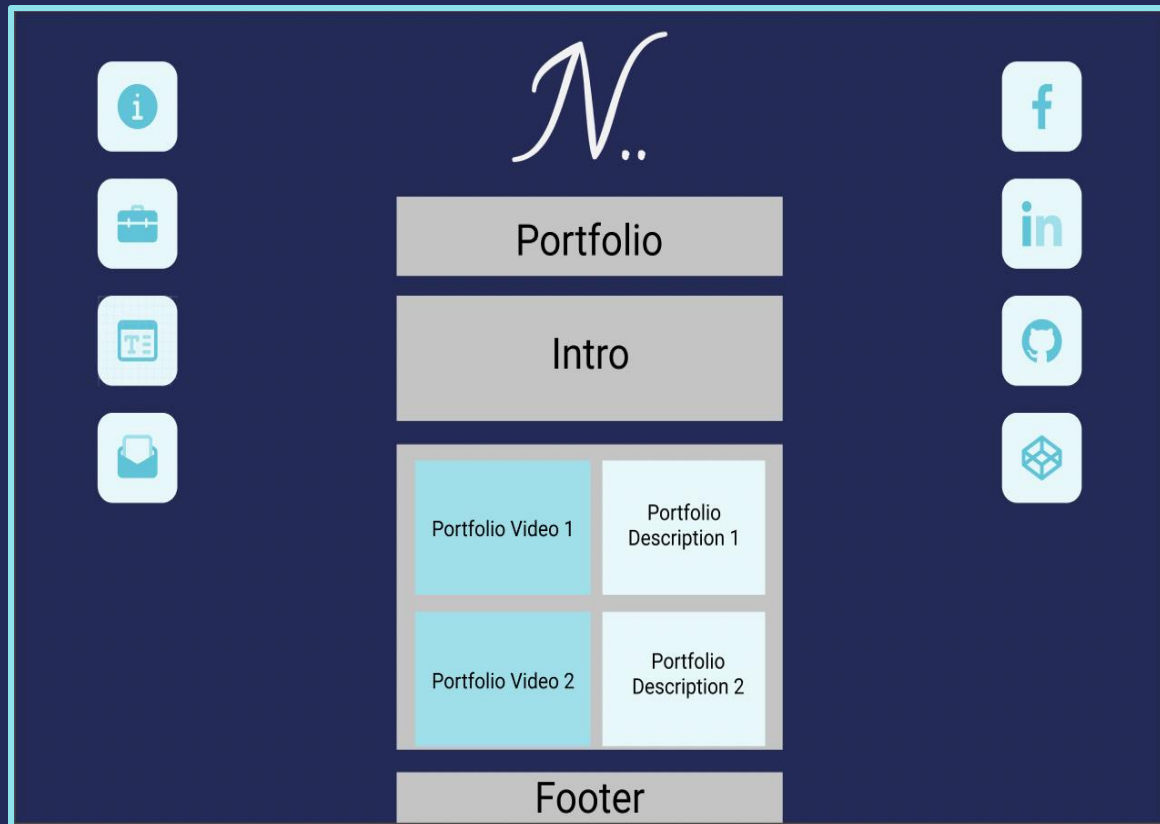 N..
Portfolio
Intro
Portfolio Video 1
Portfolio
Description 1
Portfolio Video 2
Portfolio
Description 2
Footer